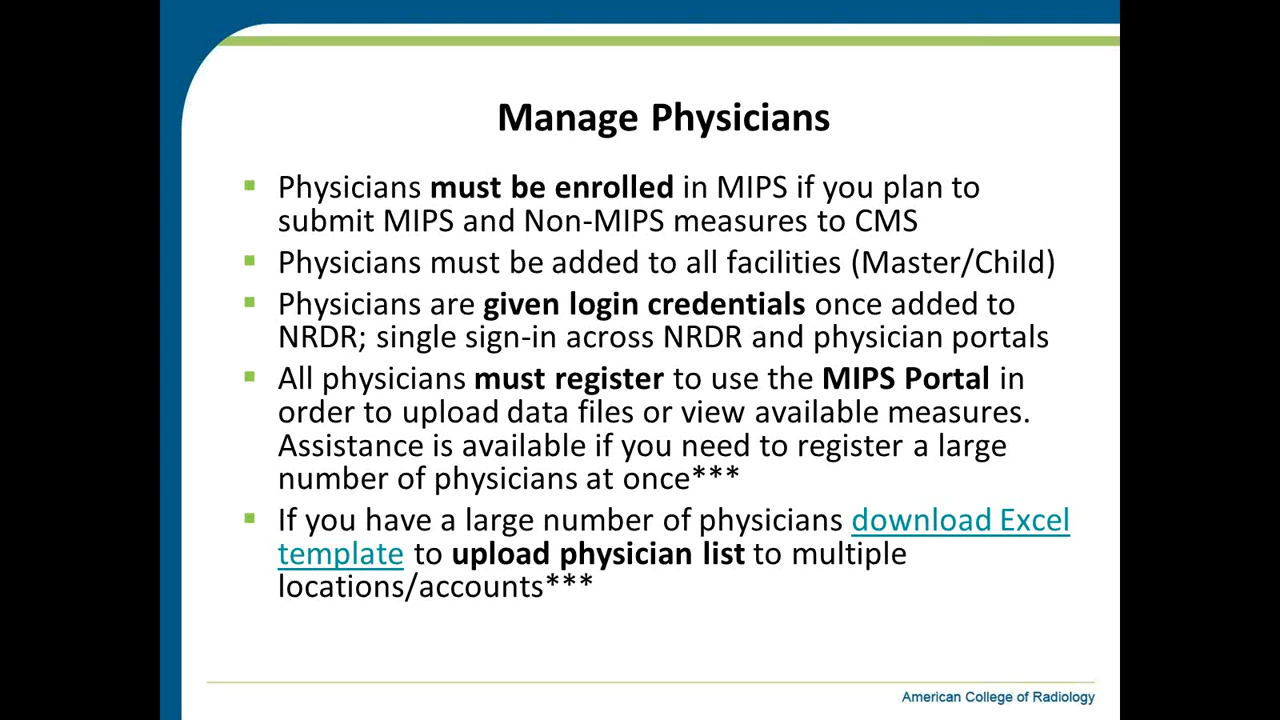 Manage Physicians
Physicians must be enrolled in MIPS if you plan to
submit MIPS and Non-MIPS measures to CMS
Physicians must be added to all facilities (Master/Child)
Physicians are given login credentials once added to
NRDR; single sign-in across NRDR and physician portals
All physicians must register to use the MIPS Portal in
order to upload data files or view available measures.
Assistance is available if you need to register a large
number of physicians at once***
If you have a large number of physicians download Excel
template to upload physician list to multiple
locations/accounts***
American College of Radiology